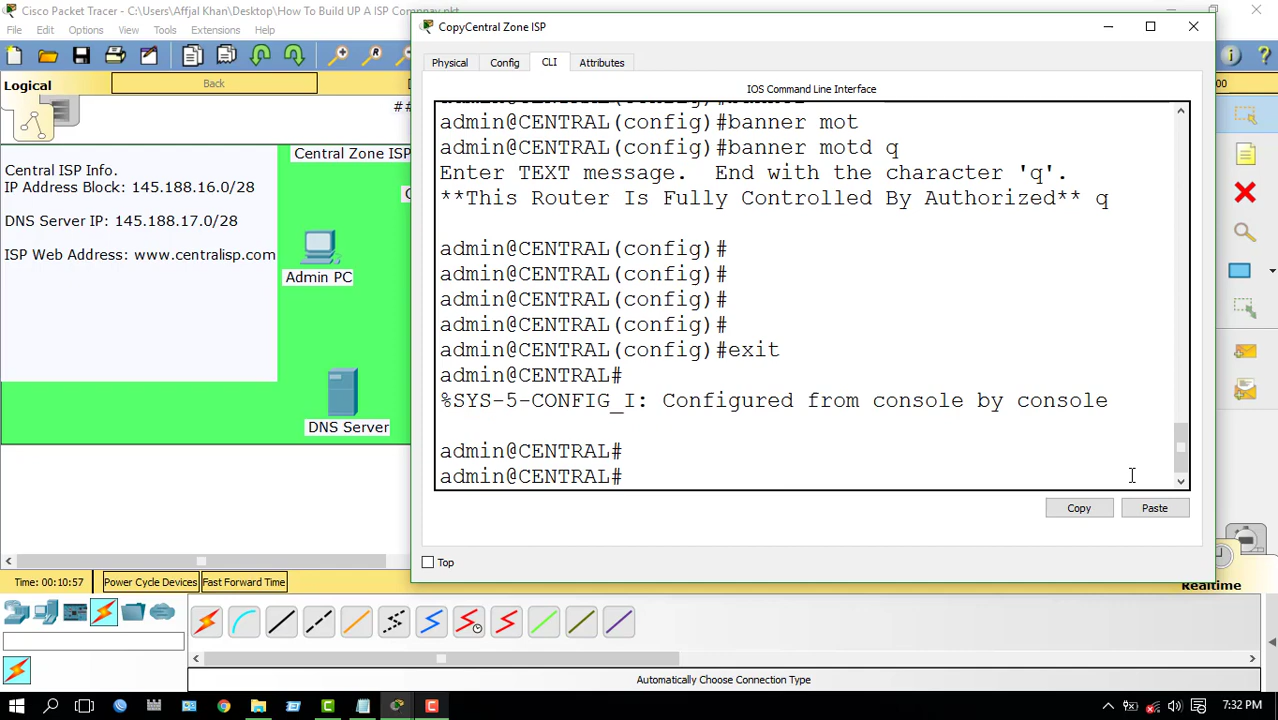 Cisco Packet Tracer - C:\Users\Affjal Khan\Desktop\How To Build UP A ISP Compnay.pkt
File Edit Options View Tools Extensions Help
Logical
Back
##
Central ISP Info.
IP Address Block: 145.188.16.0/28
DNS Server IP: 145.188.17.0/28
ISP Web Address: www.centralisp.com
Central Zone ISP
Admin PC
DNS Server
CopyCentral Zone ISP
Physical Config CLI Attributes
IOS Command Line Interface
admin@CENTRAL(config)#banner mot
admin@CENTRAL(config)#banner motd q
Enter TEXT message.  End with the character 'q'.
**This Router Is Fully Controlled By Authorized** q
admin@CENTRAL(config)#
admin@CENTRAL(config)#
admin@CENTRAL(config)#
admin@CENTRAL(config)#
admin@CENTRAL(config)#exit
admin@CENTRAL#
%SYS-5-CONFIG_I: Configured from console by console
admin@CENTRAL#
admin@CENTRAL#
Copy Paste
Top
Time: 00:10:57 Power Cycle Devices Fast Forward Time
Realtime
Automatically Choose Connection Type
7:32 PM